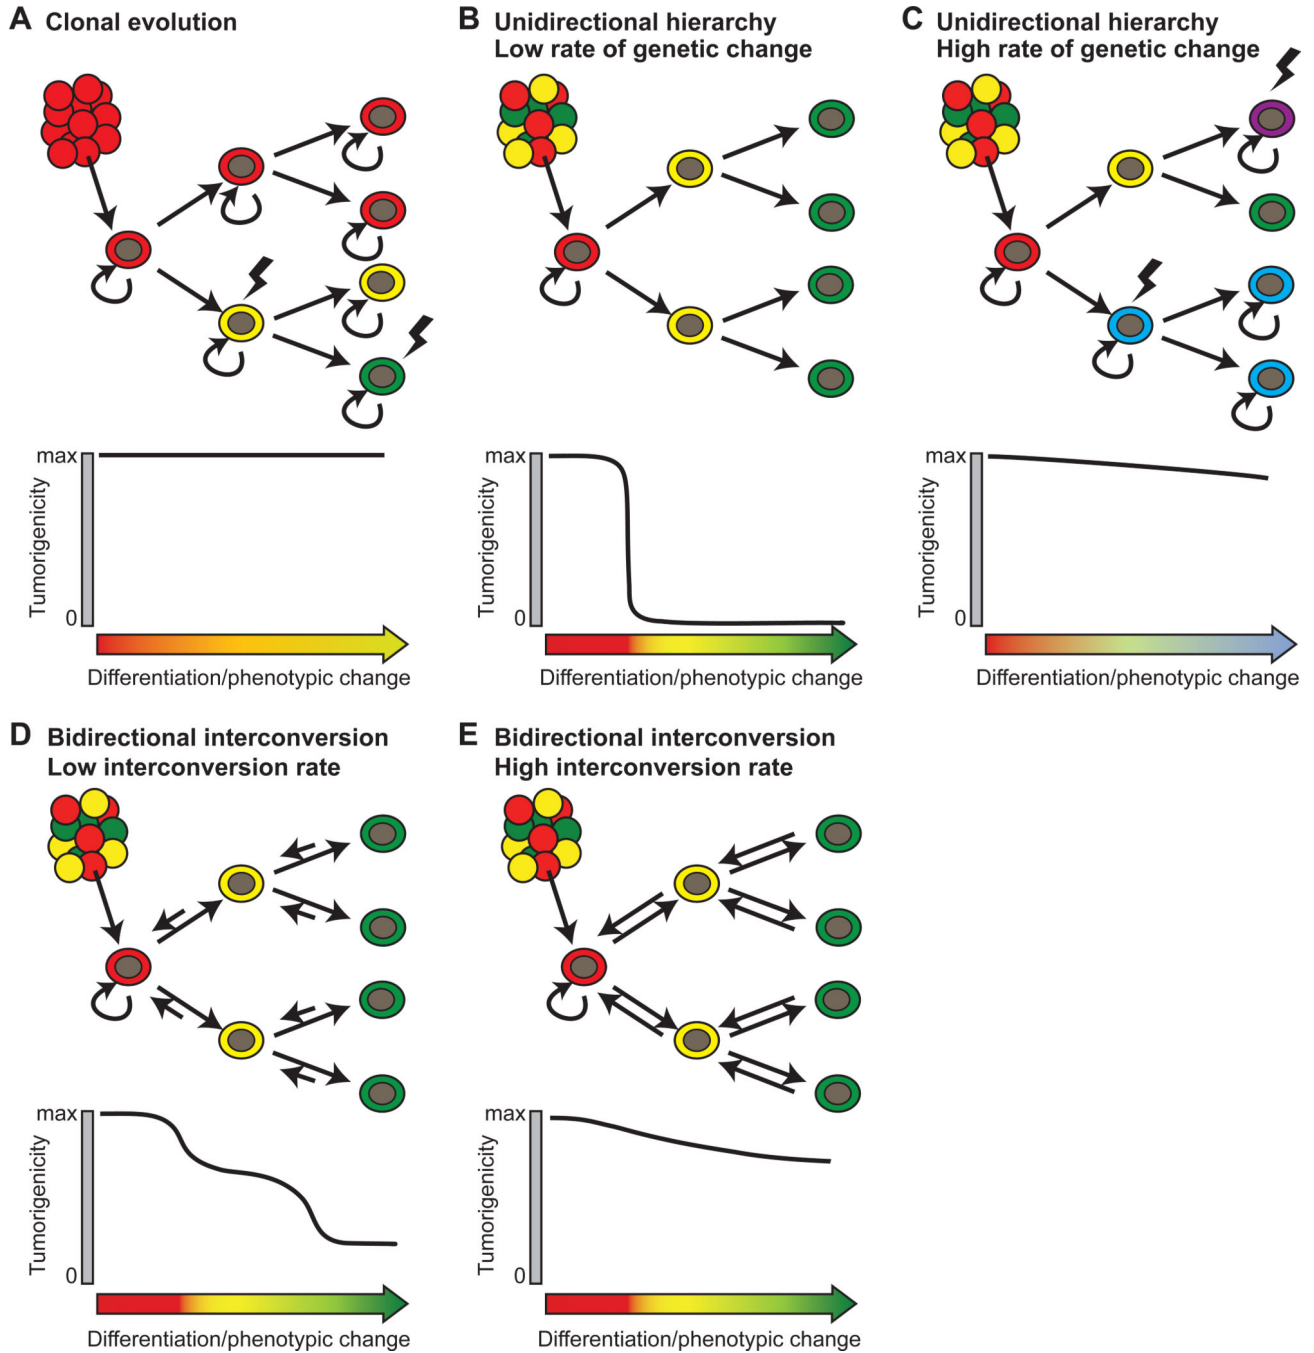 A Clonal evolution
B Unidirectional hierarchy
Low rate of genetic change
C Unidirectional hierarchy
High rate of genetic change
max
Tumorigenicity
0
Differentiation/phenotypic change
max
Tumorigenicity
0
Differentiation/phenotypic change
max
Tumorigenicity
0
Differentiation/phenotypic change
D Bidirectional interconversion
Low interconversion rate
E Bidirectional interconversion
High interconversion rate
max
Tumorigenicity
0
Differentiation/phenotypic change
max
Tumorigenicity
0
Differentiation/phenotypic change